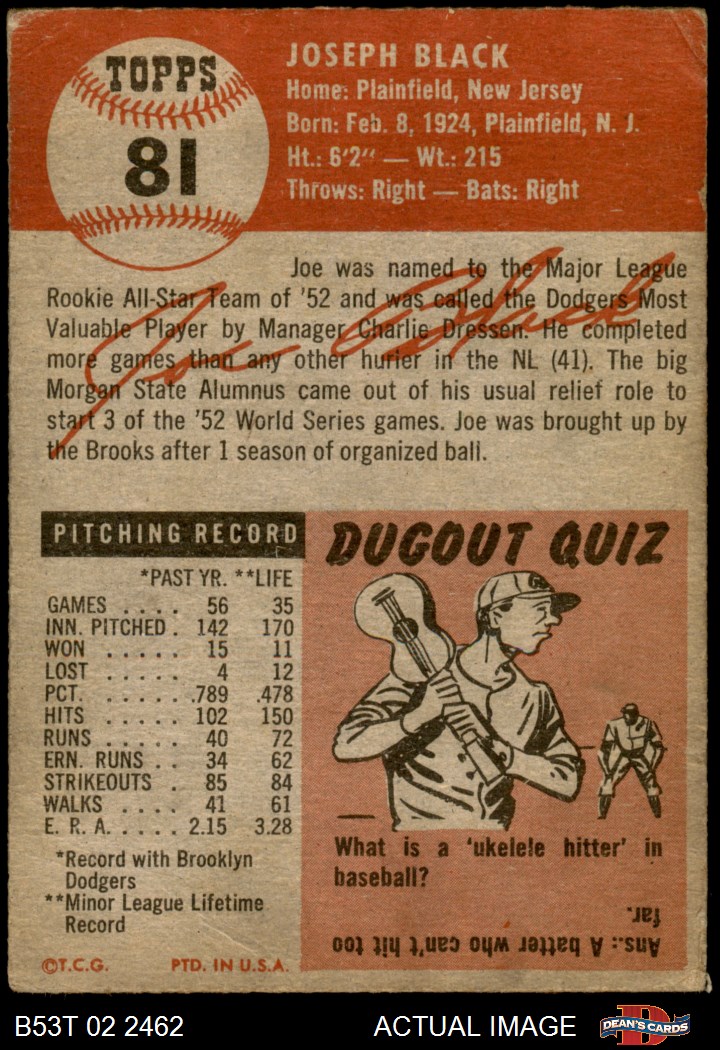 TOPPS
81
JOSEPH BLACK
Home: Plainfield, New Jersey
Born: Feb. 8, 1924, Plainfield, N. J.
Ht.: 6'2" — Wt.: 215
Throws: Right — Bats: Right
Joe was named to the Major League
Rookie All-Star Team of '52 and was called the Dodgers Most
Valuable Player by Manager Charlie Dressen. He completed
more games than any other hurler in the NL (41). The big
Morgan State Alumnus came out of his usual relief role to
start 3 of the '52 World Series games. Joe was brought up by
the Brooks after 1 season of organized ball.
Joe Black
PITCHING RECORD
*PAST YR. **LIFE
GAMES . . . . 56 35
INN. PITCHED . 142 170
WON . . . . . 15 11
LOST . . . . . 4 12
PCT. . . . . . .789 .478
HITS . . . . . 102 150
RUNS . . . . . 40 72
ERN. RUNS . . 34 62
STRIKEOUTS . 85 84
WALKS . . . . 41 61
E. R. A. . . . . 2.15 3.28
*Record with Brooklyn
Dodgers
**Minor League Lifetime
Record
©T.C.G. PTD. IN U.S.A.
DUGOUT QUIZ
What is a 'ukelele hitter' in
baseball?
Ans.: A batter who can't hit too
far.
B53T 02 2462 ACTUAL IMAGE
D
DEAN'S CARDS